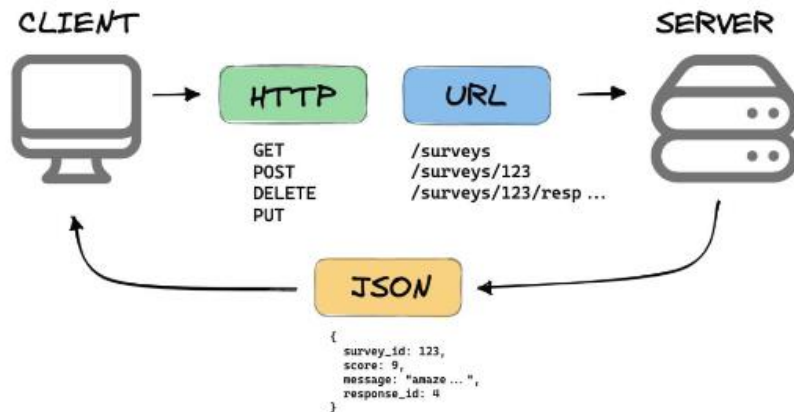 CLIENT
SERVER
HTTP
URL
GET
POST
DELETE
PUT
/surveys
/surveys/123
/surveys/123/resp...
JSON
{
survey_id: 123,
score: 9,
message: "amaze...",
response_id: 4
}